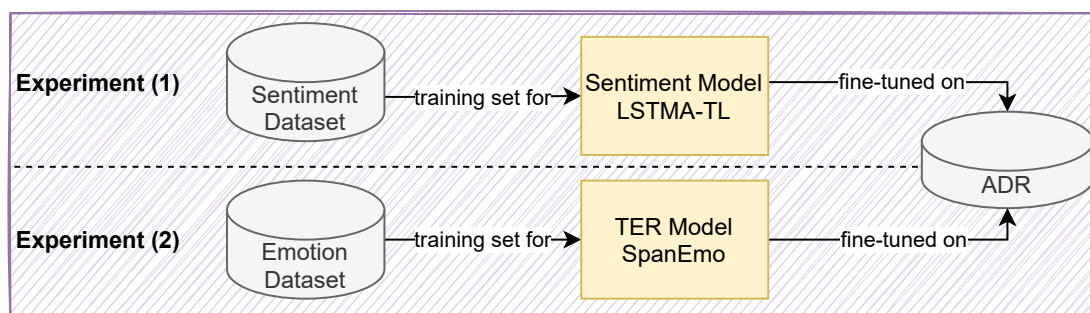 Experiment (1)
Sentiment
Dataset
training set for
Sentiment Model
LSTMA-TL
fine-tuned on
ADR
Experiment (2)
Emotion
Dataset
training set for
TER Model
SpanEmo
fine-tuned on